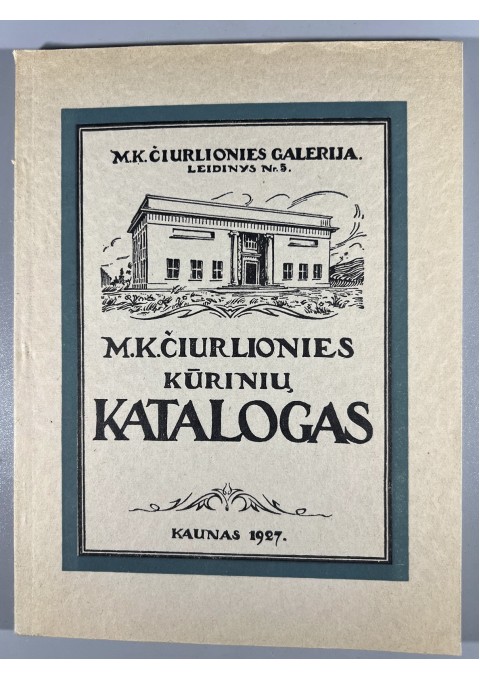 M.K. ČIURLIONIES GALERIJA.
LEIDINYS Nr. 5.
M.K. ČIURLIONIES
KŪRINIŲ
KATALOGAS
KAUNAS 1927.